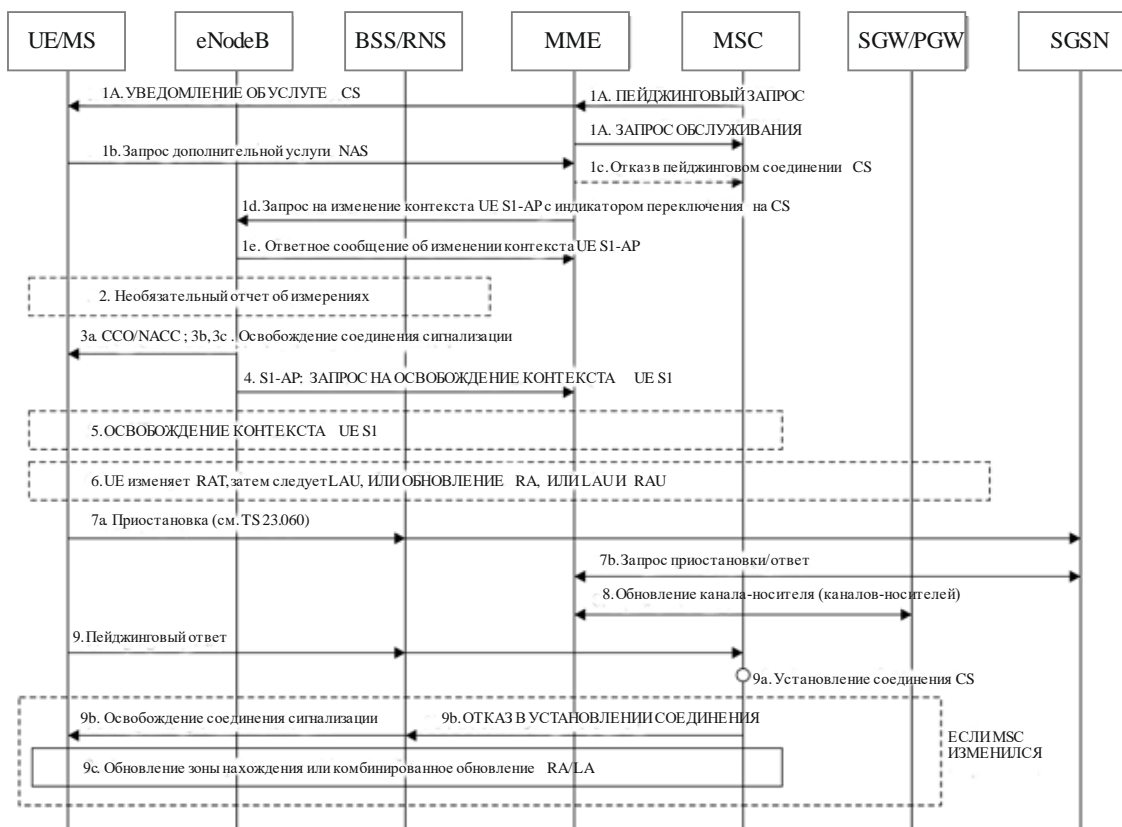 UE/MS
eNodeB
BSS/RNS
MME
MSC
SGW/PGW
SGSN
1A. УВЕДОМЛЕНИЕ ОБ УСЛУГЕ CS
1A. ПЕЙДЖИНГОВЫЙ ЗАПРОС
1A. ЗАПРОС ОБСЛУЖИВАНИЯ
1b. Запрос дополнительной услуги NAS
1c. Отказ в пейджинговом соединении CS
1d. Запрос на изменение контекста UE S1-AP с индикатором переключения на CS
1e. Ответное сообщение об изменении контекста UE S1-AP
2. Необязательный отчет об измерениях
3a. CCO/NACC; 3b, 3c. Освобождение соединения сигнализации
4. S1-AP: ЗАПРОС НА ОСВОБОЖДЕНИЕ КОНТЕКСТА UE S1
5. ОСВОБОЖДЕНИЕ КОНТЕКСТА UE S1
6. UE изменяет RAT, затем следует LAU, ИЛИ ОБНОВЛЕНИЕ RA, ИЛИ LAU И RAU
7a. Приостановка (см. TS 23.060)
7b. Запрос приостановки/ответ
8. Обновление канала-носителя (каналов-носителей)
9. Пейджинговый ответ
9a. Установление соединения CS
9b. Освобождение соединения сигнализации
9b. ОТКАЗ В УСТАНОВЛЕНИИ СОЕДИНЕНИЯ
ЕСЛИ MSC
ИЗМЕНИЛСЯ
9c. Обновление зоны нахождения или комбинированное обновление RA/LA